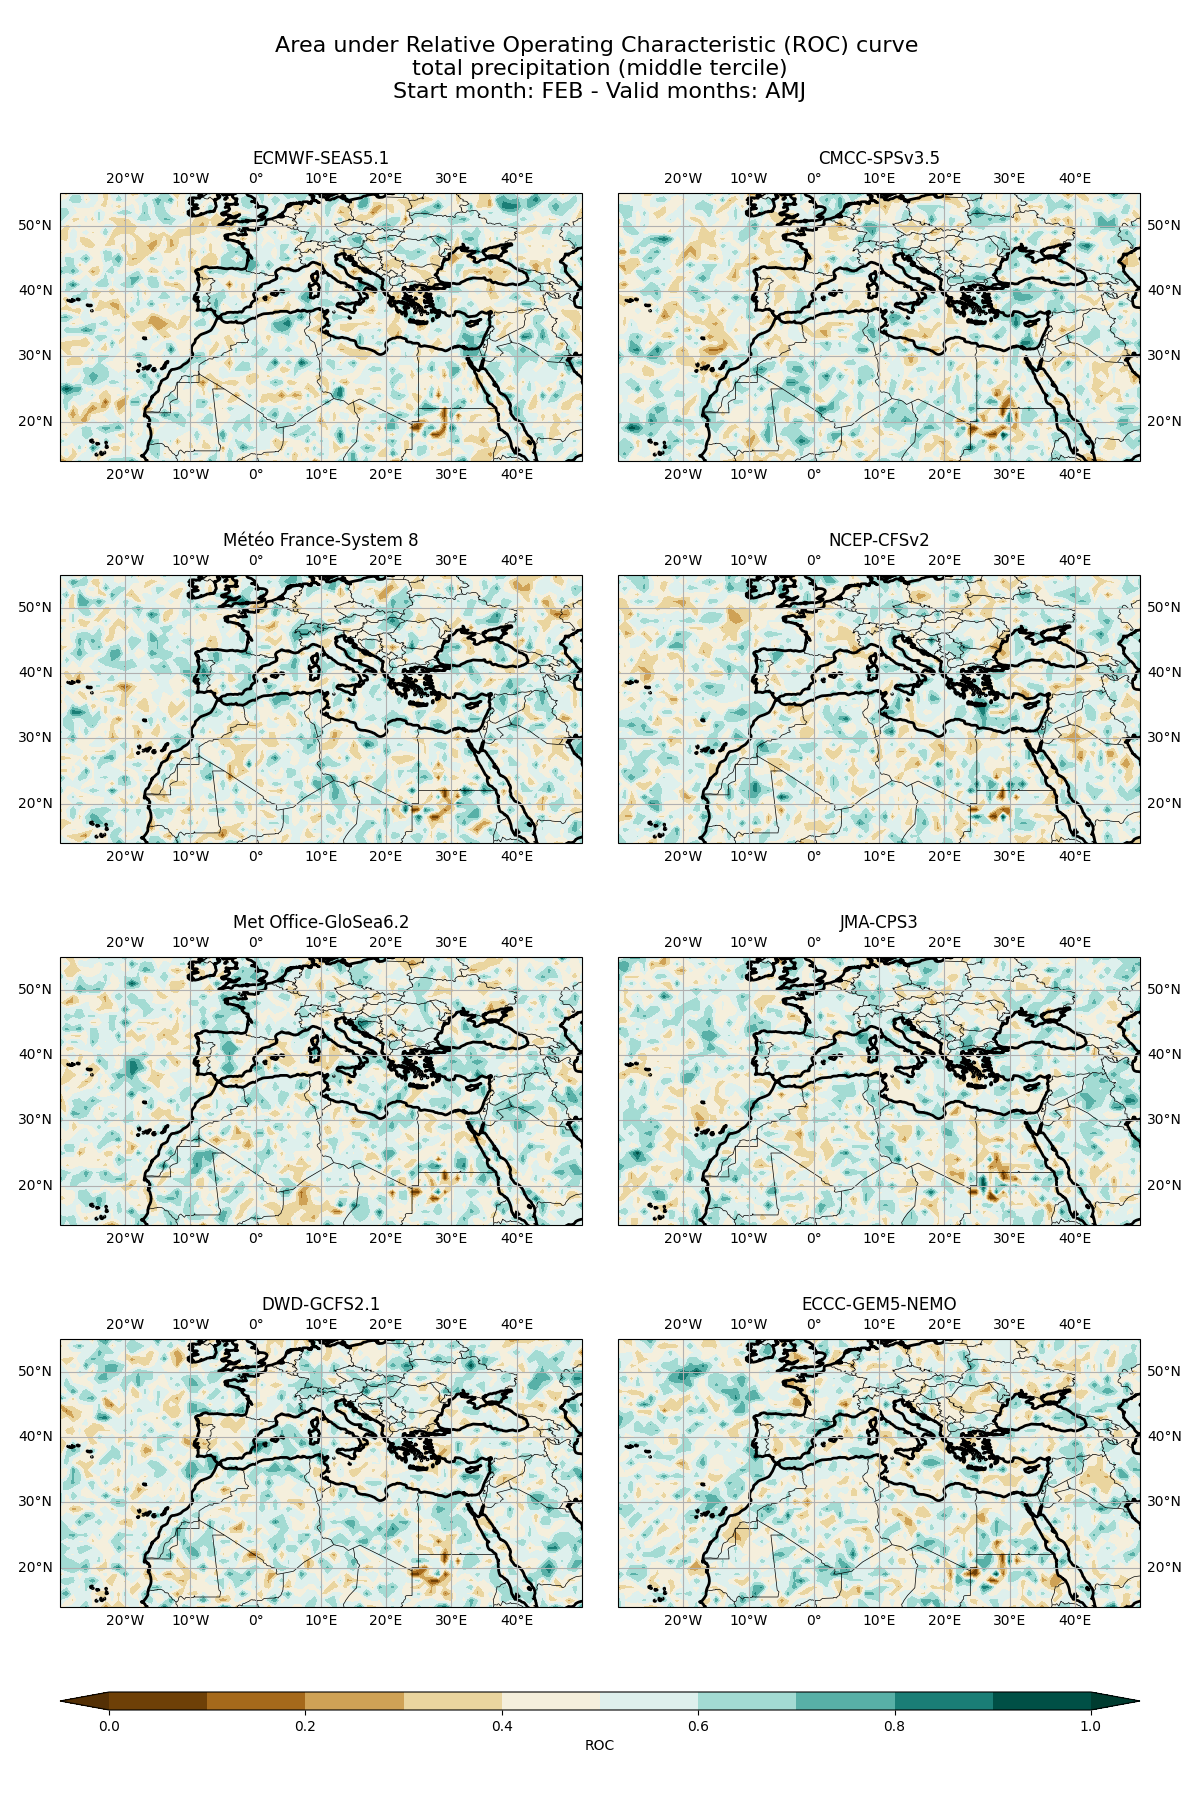 Area under Relative Operating Characteristic (ROC) curve
total precipitation (middle tercile)
Start month: FEB - Valid months: AMJ
ECMWF-SEAS5.1
20°W 10°W 0° 10°E 20°E 30°E 40°E
50°N
40°N
30°N
20°N
20°W 10°W 0° 10°E 20°E 30°E 40°E
CMCC-SPSv3.5
20°W 10°W 0° 10°E 20°E 30°E 40°E
50°N
40°N
30°N
20°N
20°W 10°W 0° 10°E 20°E 30°E 40°E
Météo France-System 8
20°W 10°W 0° 10°E 20°E 30°E 40°E
50°N
40°N
30°N
20°N
20°W 10°W 0° 10°E 20°E 30°E 40°E
NCEP-CFSv2
20°W 10°W 0° 10°E 20°E 30°E 40°E
50°N
40°N
30°N
20°N
20°W 10°W 0° 10°E 20°E 30°E 40°E
Met Office-GloSea6.2
20°W 10°W 0° 10°E 20°E 30°E 40°E
50°N
40°N
30°N
20°N
20°W 10°W 0° 10°E 20°E 30°E 40°E
JMA-CPS3
20°W 10°W 0° 10°E 20°E 30°E 40°E
50°N
40°N
30°N
20°N
20°W 10°W 0° 10°E 20°E 30°E 40°E
DWD-GCFS2.1
20°W 10°W 0° 10°E 20°E 30°E 40°E
50°N
40°N
30°N
20°N
20°W 10°W 0° 10°E 20°E 30°E 40°E
ECCC-GEM5-NEMO
20°W 10°W 0° 10°E 20°E 30°E 40°E
50°N
40°N
30°N
20°N
20°W 10°W 0° 10°E 20°E 30°E 40°E
0.0 0.2 0.4 0.6 0.8 1.0
ROC